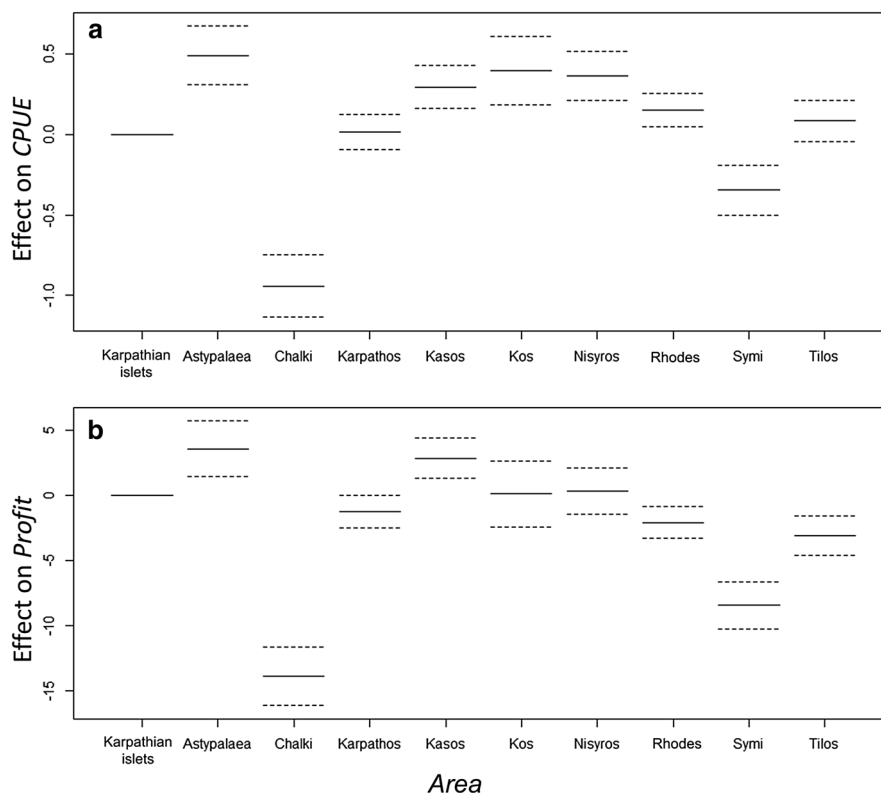 a
Effect on CPUE
0.5
0.0
-0.5
-1.0
Karpathian islets
Astypalaea
Chalki
Karpathos
Kasos
Kos
Nisyros
Rhodes
Symi
Tilos
b
Effect on Profit
5
0
-5
-10
-15
Karpathian islets
Astypalaea
Chalki
Karpathos
Kasos
Kos
Nisyros
Rhodes
Symi
Tilos
Area